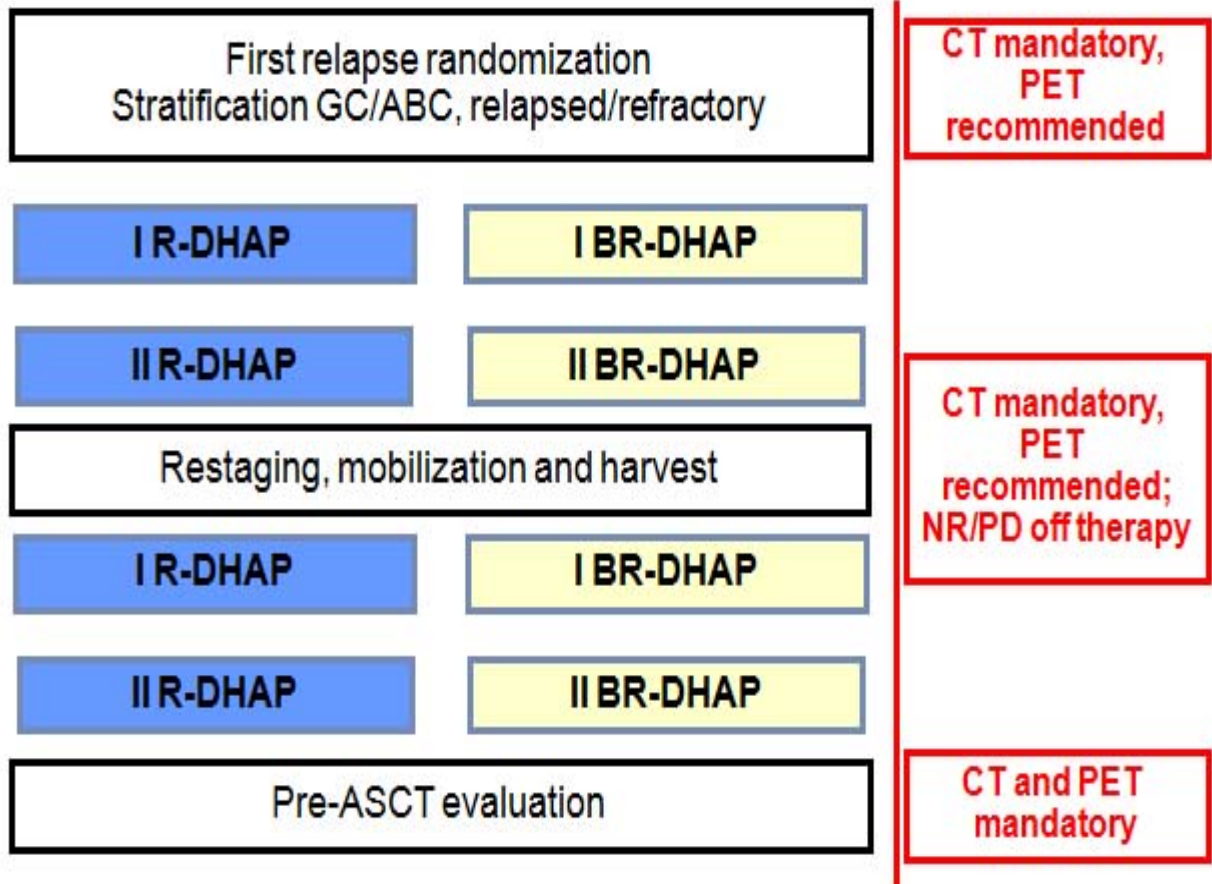 First relapse randomization
Stratification GC/ABC, relapsed/refractory
CT mandatory,
PET
recommended
I R-DHAP
I BR-DHAP
II R-DHAP
II BR-DHAP
Restaging, mobilization and harvest
CT mandatory,
PET
recommended;
NR/PD off therapy
I R-DHAP
I BR-DHAP
II R-DHAP
II BR-DHAP
Pre-ASCT evaluation
CT and PET
mandatory